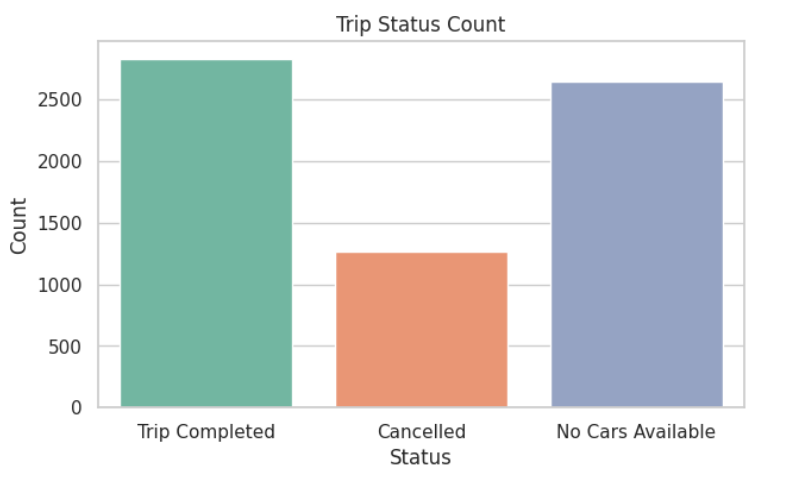 Trip Status Count
Count
2500
2000
1500
1000
500
0
Trip Completed Cancelled No Cars Available
Status